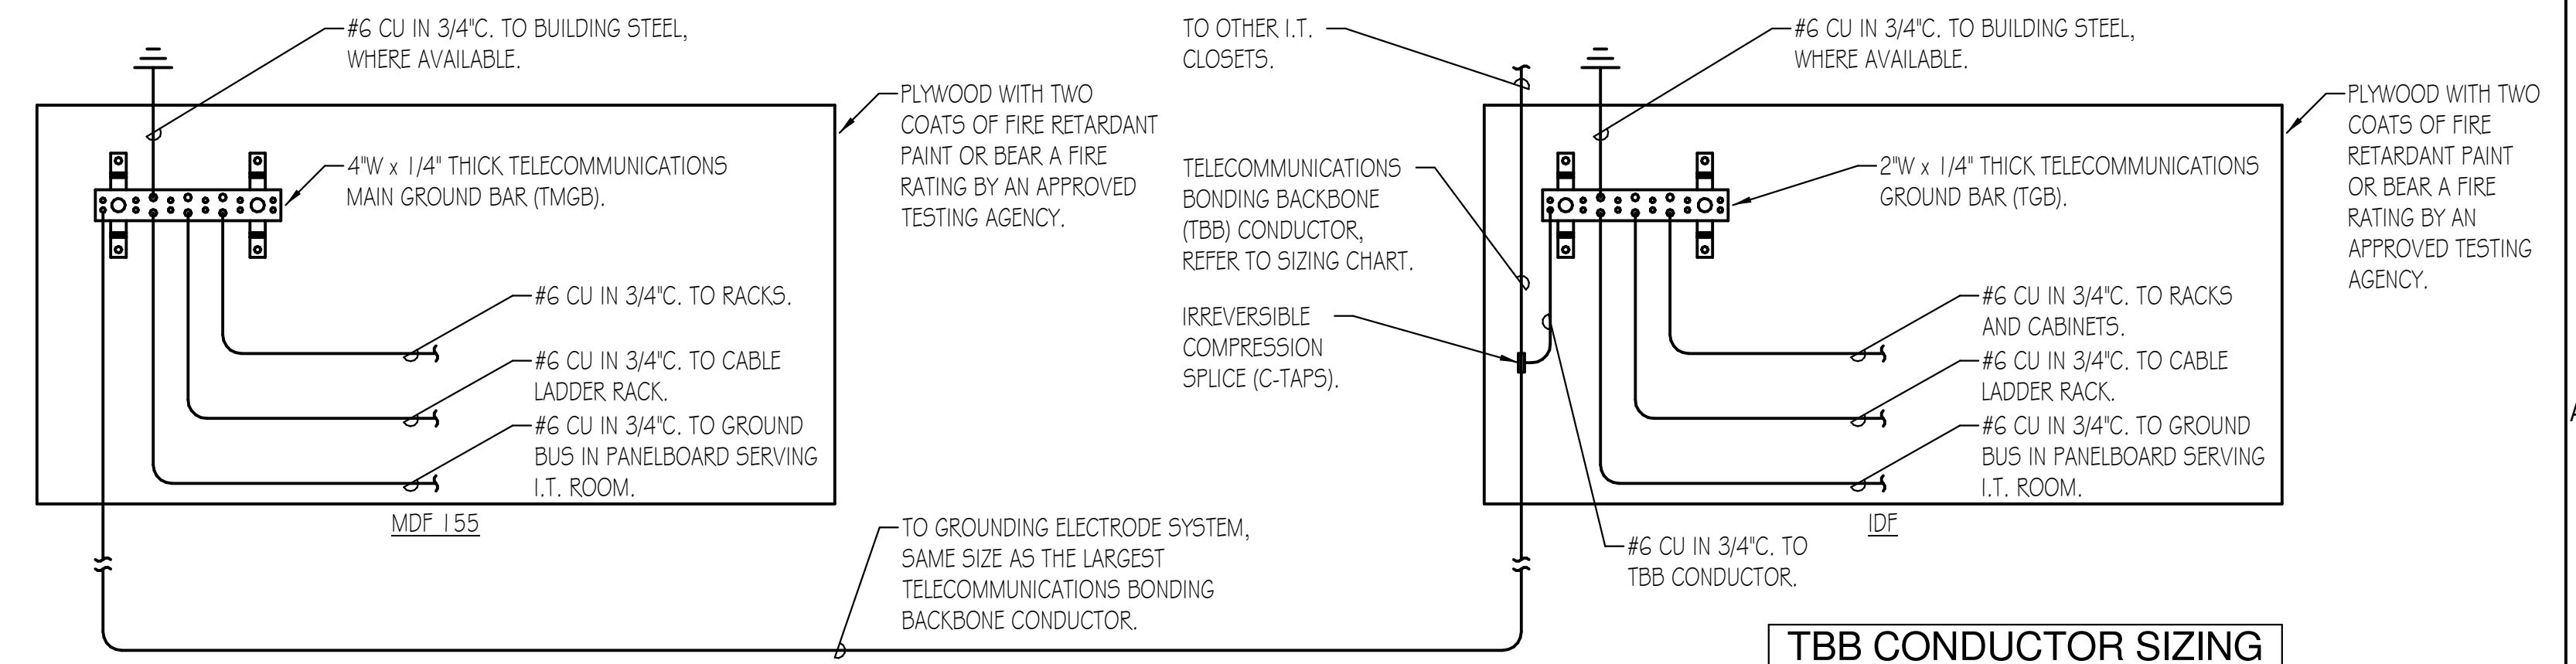 #6 CU IN 3/4"C. TO BUILDING STEEL,
WHERE AVAILABLE.
PLYWOOD WITH TWO
COATS OF FIRE RETARDANT
PAINT OR BEAR A FIRE
RATING BY AN APPROVED
TESTING AGENCY.
4"W x 1/4" THICK TELECOMMUNICATIONS
MAIN GROUND BAR (TMGB).
#6 CU IN 3/4"C. TO RACKS.
#6 CU IN 3/4"C. TO CABLE
LADDER RACK.
#6 CU IN 3/4"C. TO GROUND
BUS IN PANELBOARD SERVING
I.T. ROOM.
MDF 155
TO GROUNDING ELECTRODE SYSTEM,
SAME SIZE AS THE LARGEST
TELECOMMUNICATIONS BONDING
BACKBONE CONDUCTOR.
TO OTHER I.T.
CLOSETS.
TELECOMMUNICATIONS
BONDING BACKBONE
(TBB) CONDUCTOR,
REFER TO SIZING CHART.
IRREVERSIBLE
COMPRESSION
SPLICE (C-TAPS).
#6 CU IN 3/4"C. TO BUILDING STEEL,
WHERE AVAILABLE.
PLYWOOD WITH TWO
COATS OF FIRE
RETARDANT PAINT
OR BEAR A FIRE
RATING BY AN
APPROVED TESTING
AGENCY.
2"W x 1/4" THICK TELECOMMUNICATIONS
GROUND BAR (TGB).
#6 CU IN 3/4"C. TO RACKS
AND CABINETS.
#6 CU IN 3/4"C. TO CABLE
LADDER RACK.
#6 CU IN 3/4"C. TO GROUND
BUS IN PANELBOARD SERVING
I.T. ROOM.
IDF
#6 CU IN 3/4"C. TO
TBB CONDUCTOR.
TBB CONDUCTOR SIZING